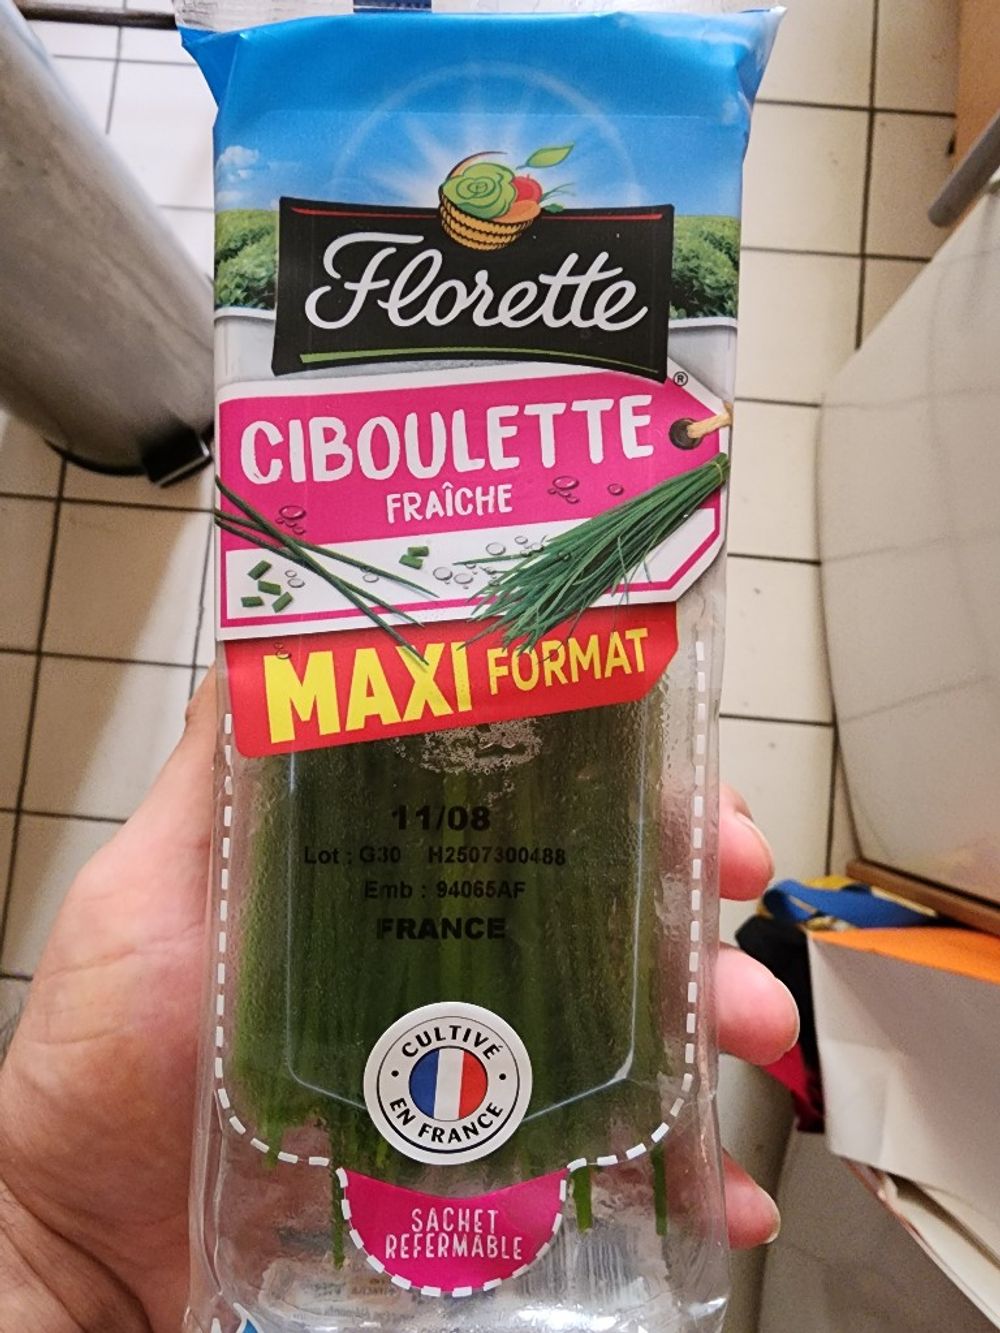 Florette
®
CIBOULETTE
FRAÎCHE
MAXI FORMAT
11/08
Lot : G30 H2507300488
Emb : 94065AF
FRANCE
CULTIVÉ
EN FRANCE
SACHET
REFERMABLE